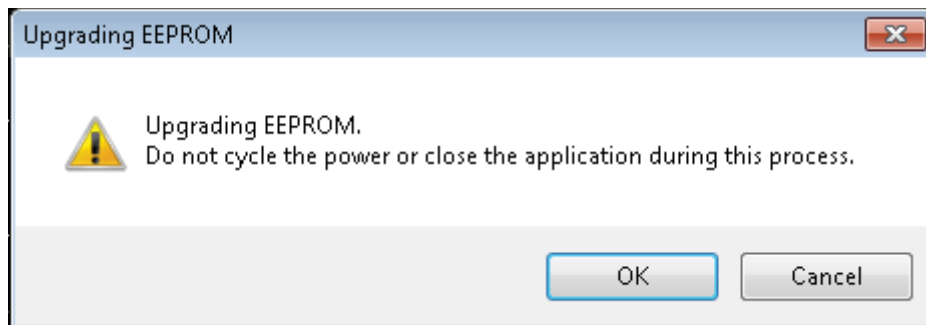 Upgrading EEPROM
Upgrading EEPROM.
Do not cycle the power or close the application during this process.
OK
Cancel